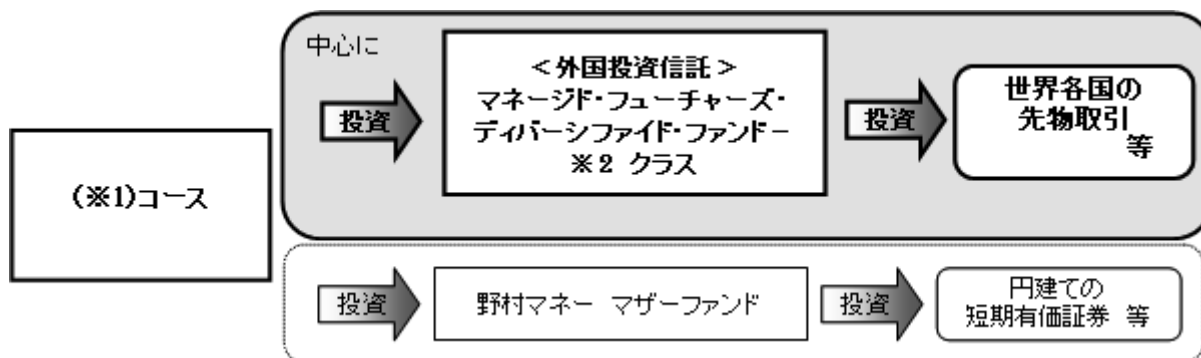 中心に
<外国投資信託>
マネージド・フューチャーズ・
ディバーシファイド・ファンドー
※2 クラス
投資
投資
世界各国の
先物取引
等
(※1)コース
投資
野村マネー マザーファンド
投資
円建ての
短期有価証券 等